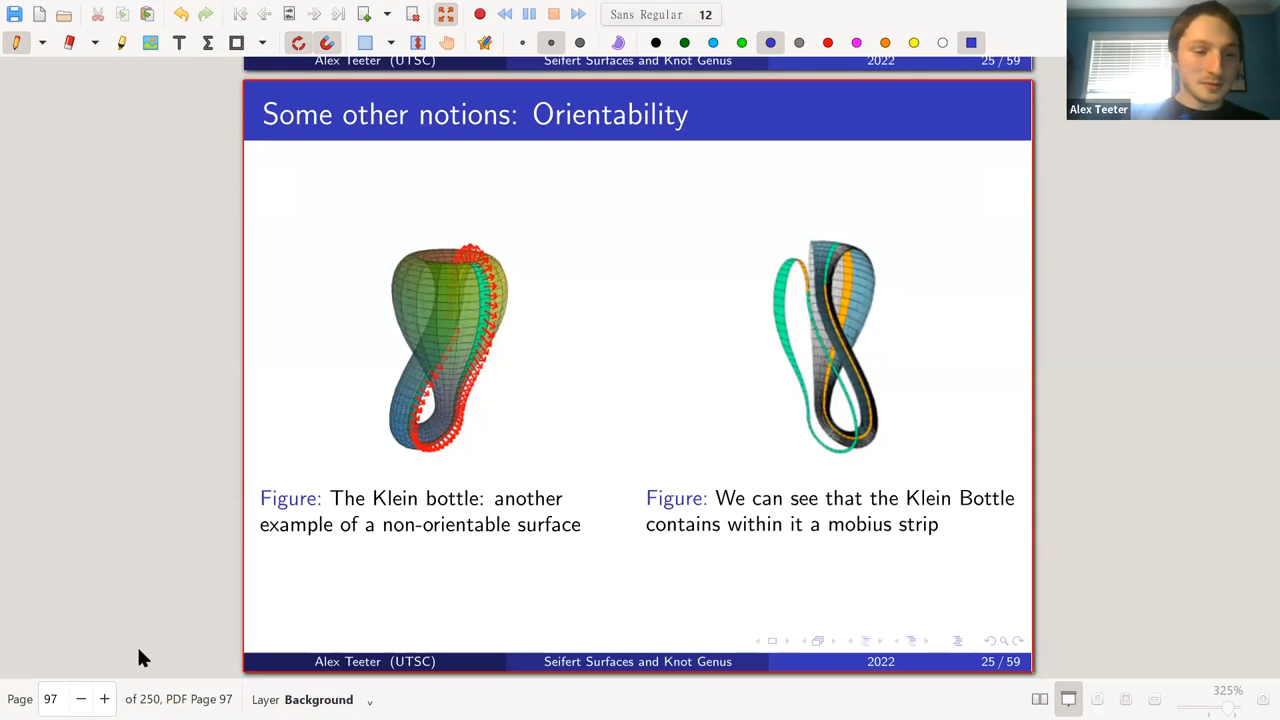 Sans Regular 12
Alex Teeter (UTSC) Seifert Surfaces and Knot Genus 2022 25 / 59
Alex Teeter
Some other notions: Orientability
Figure: The Klein bottle: another
example of a non-orientable surface
Figure: We can see that the Klein Bottle
contains within it a mobius strip
Alex Teeter (UTSC) Seifert Surfaces and Knot Genus 2022 25 / 59
Page 97 of 250, PDF Page 97 Layer Background 325%